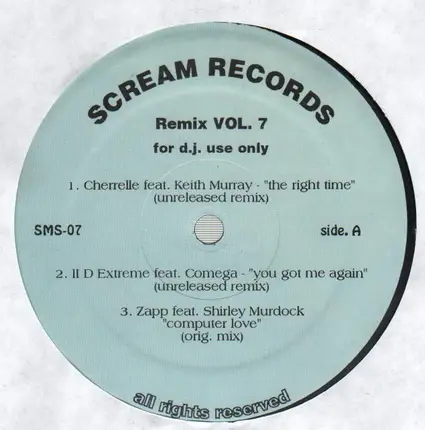 SCREAM RECORDS
Remix VOL. 7
for d.j. use only
1. Cherrelle feat. Keith Murray - "the right time"
(unreleased remix)
SMS-07
side. A
2. II D Extreme feat. Comega - "you got me again"
(unreleased remix)
3. Zapp feat. Shirley Murdock
"computer love"
(orig. mix)
all rights reserved